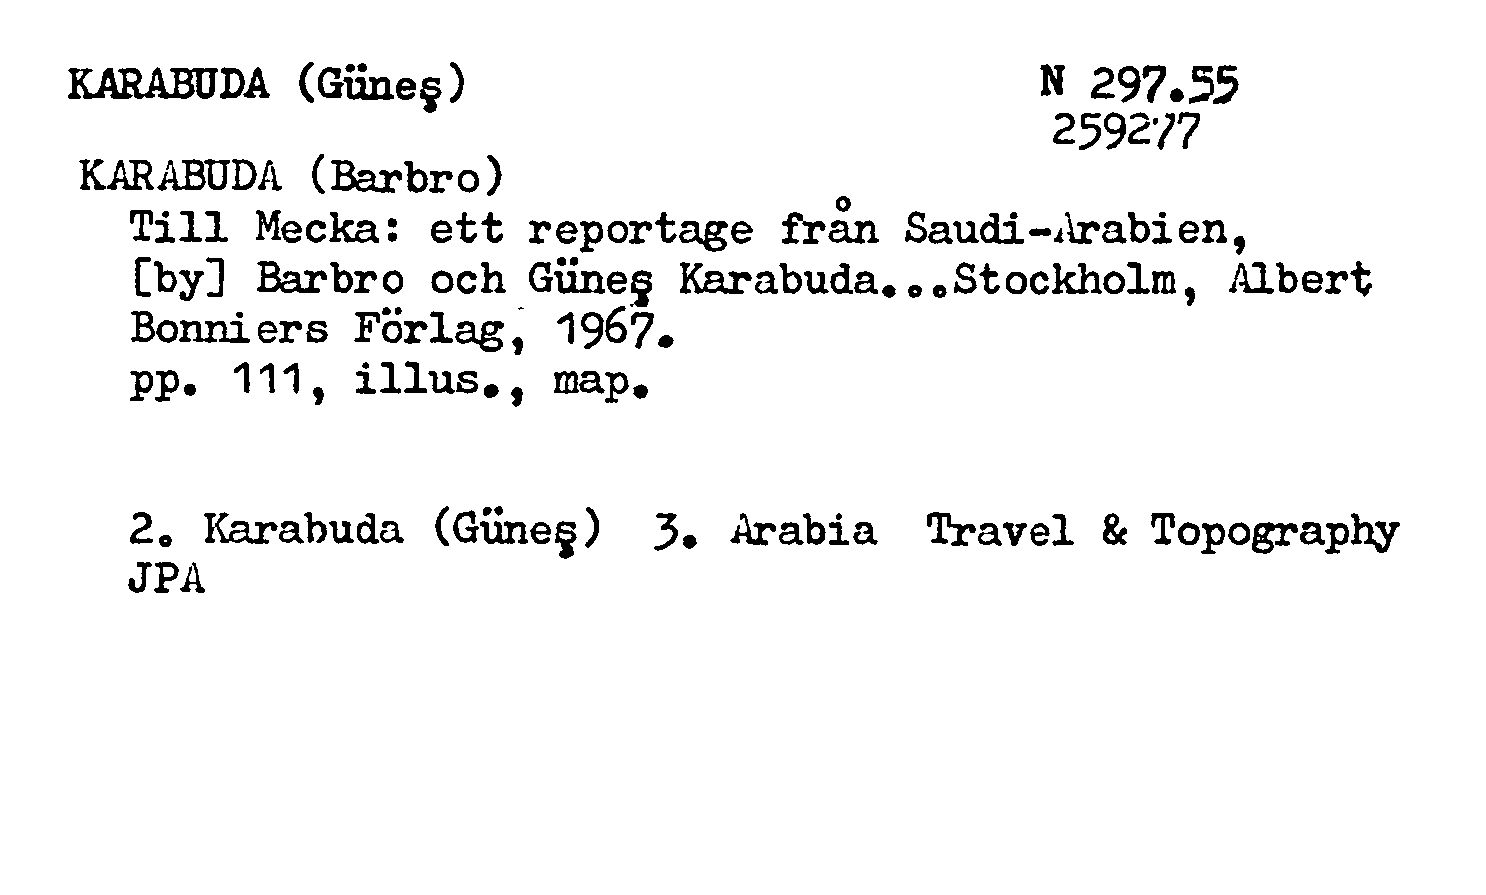 KARABUDA (Güneş) N 297.55
259277
KARABUDA (Barbro)
Till Mecka: ett reportage från Saudi-Arabien,
[by] Barbro och Güneş Karabuda...Stockholm, Albert
Bonniers Förlag, 1967.
pp. 111, illus., map.
2. Karabuda (Güneş) 3. Arabia Travel & Topography
JPA